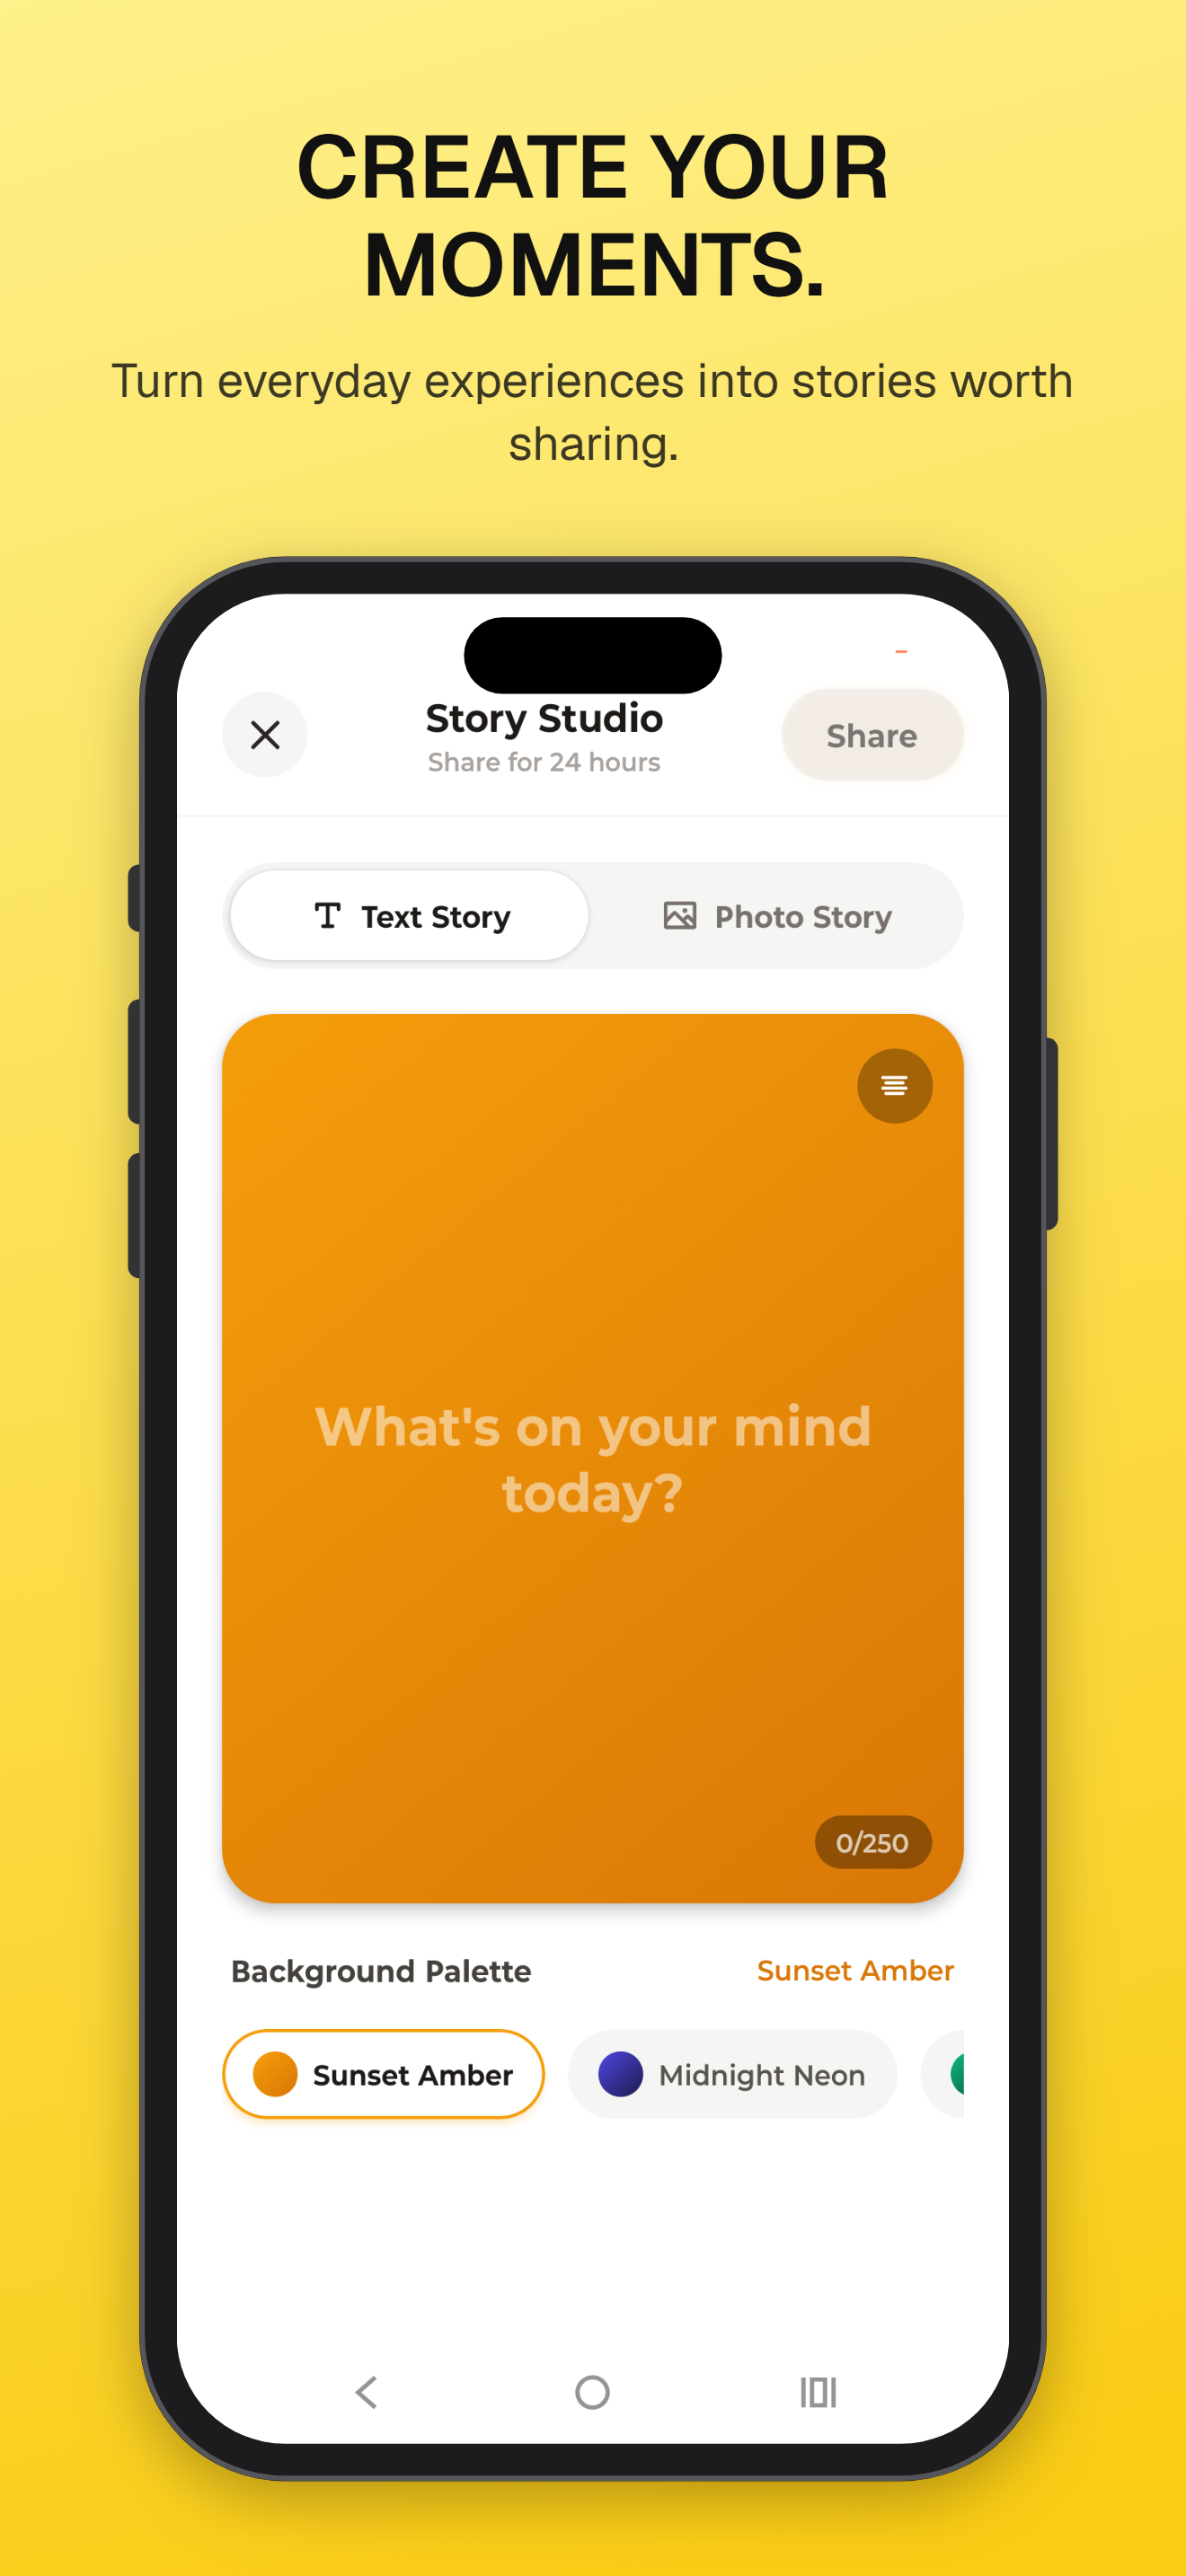 CREATE YOUR
MOMENTS.
Turn everyday experiences into stories worth
sharing.
Story Studio
Share for 24 hours
Share
Text Story
Photo Story
What's on your mind
today?
0/250
Background Palette
Sunset Amber
Sunset Amber
Midnight Neon